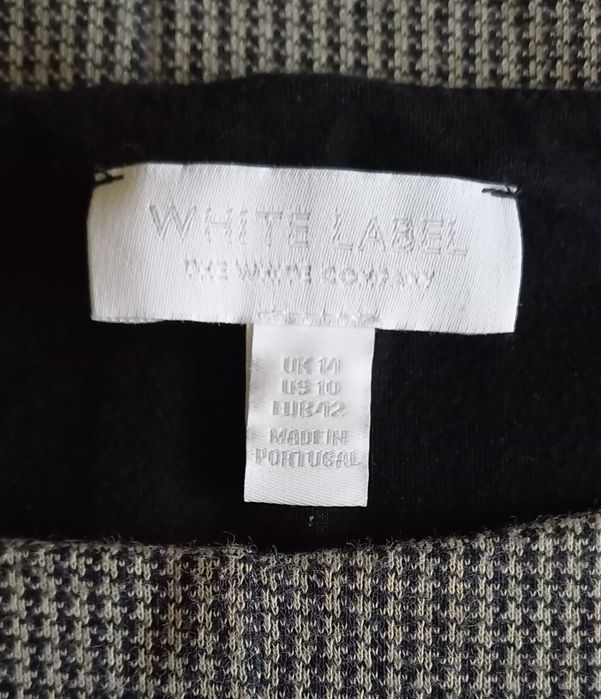 WHITE LABEL
THE WHITE COMPANY
UK 14
US 10
EUR 42
MADE IN
PORTUGAL